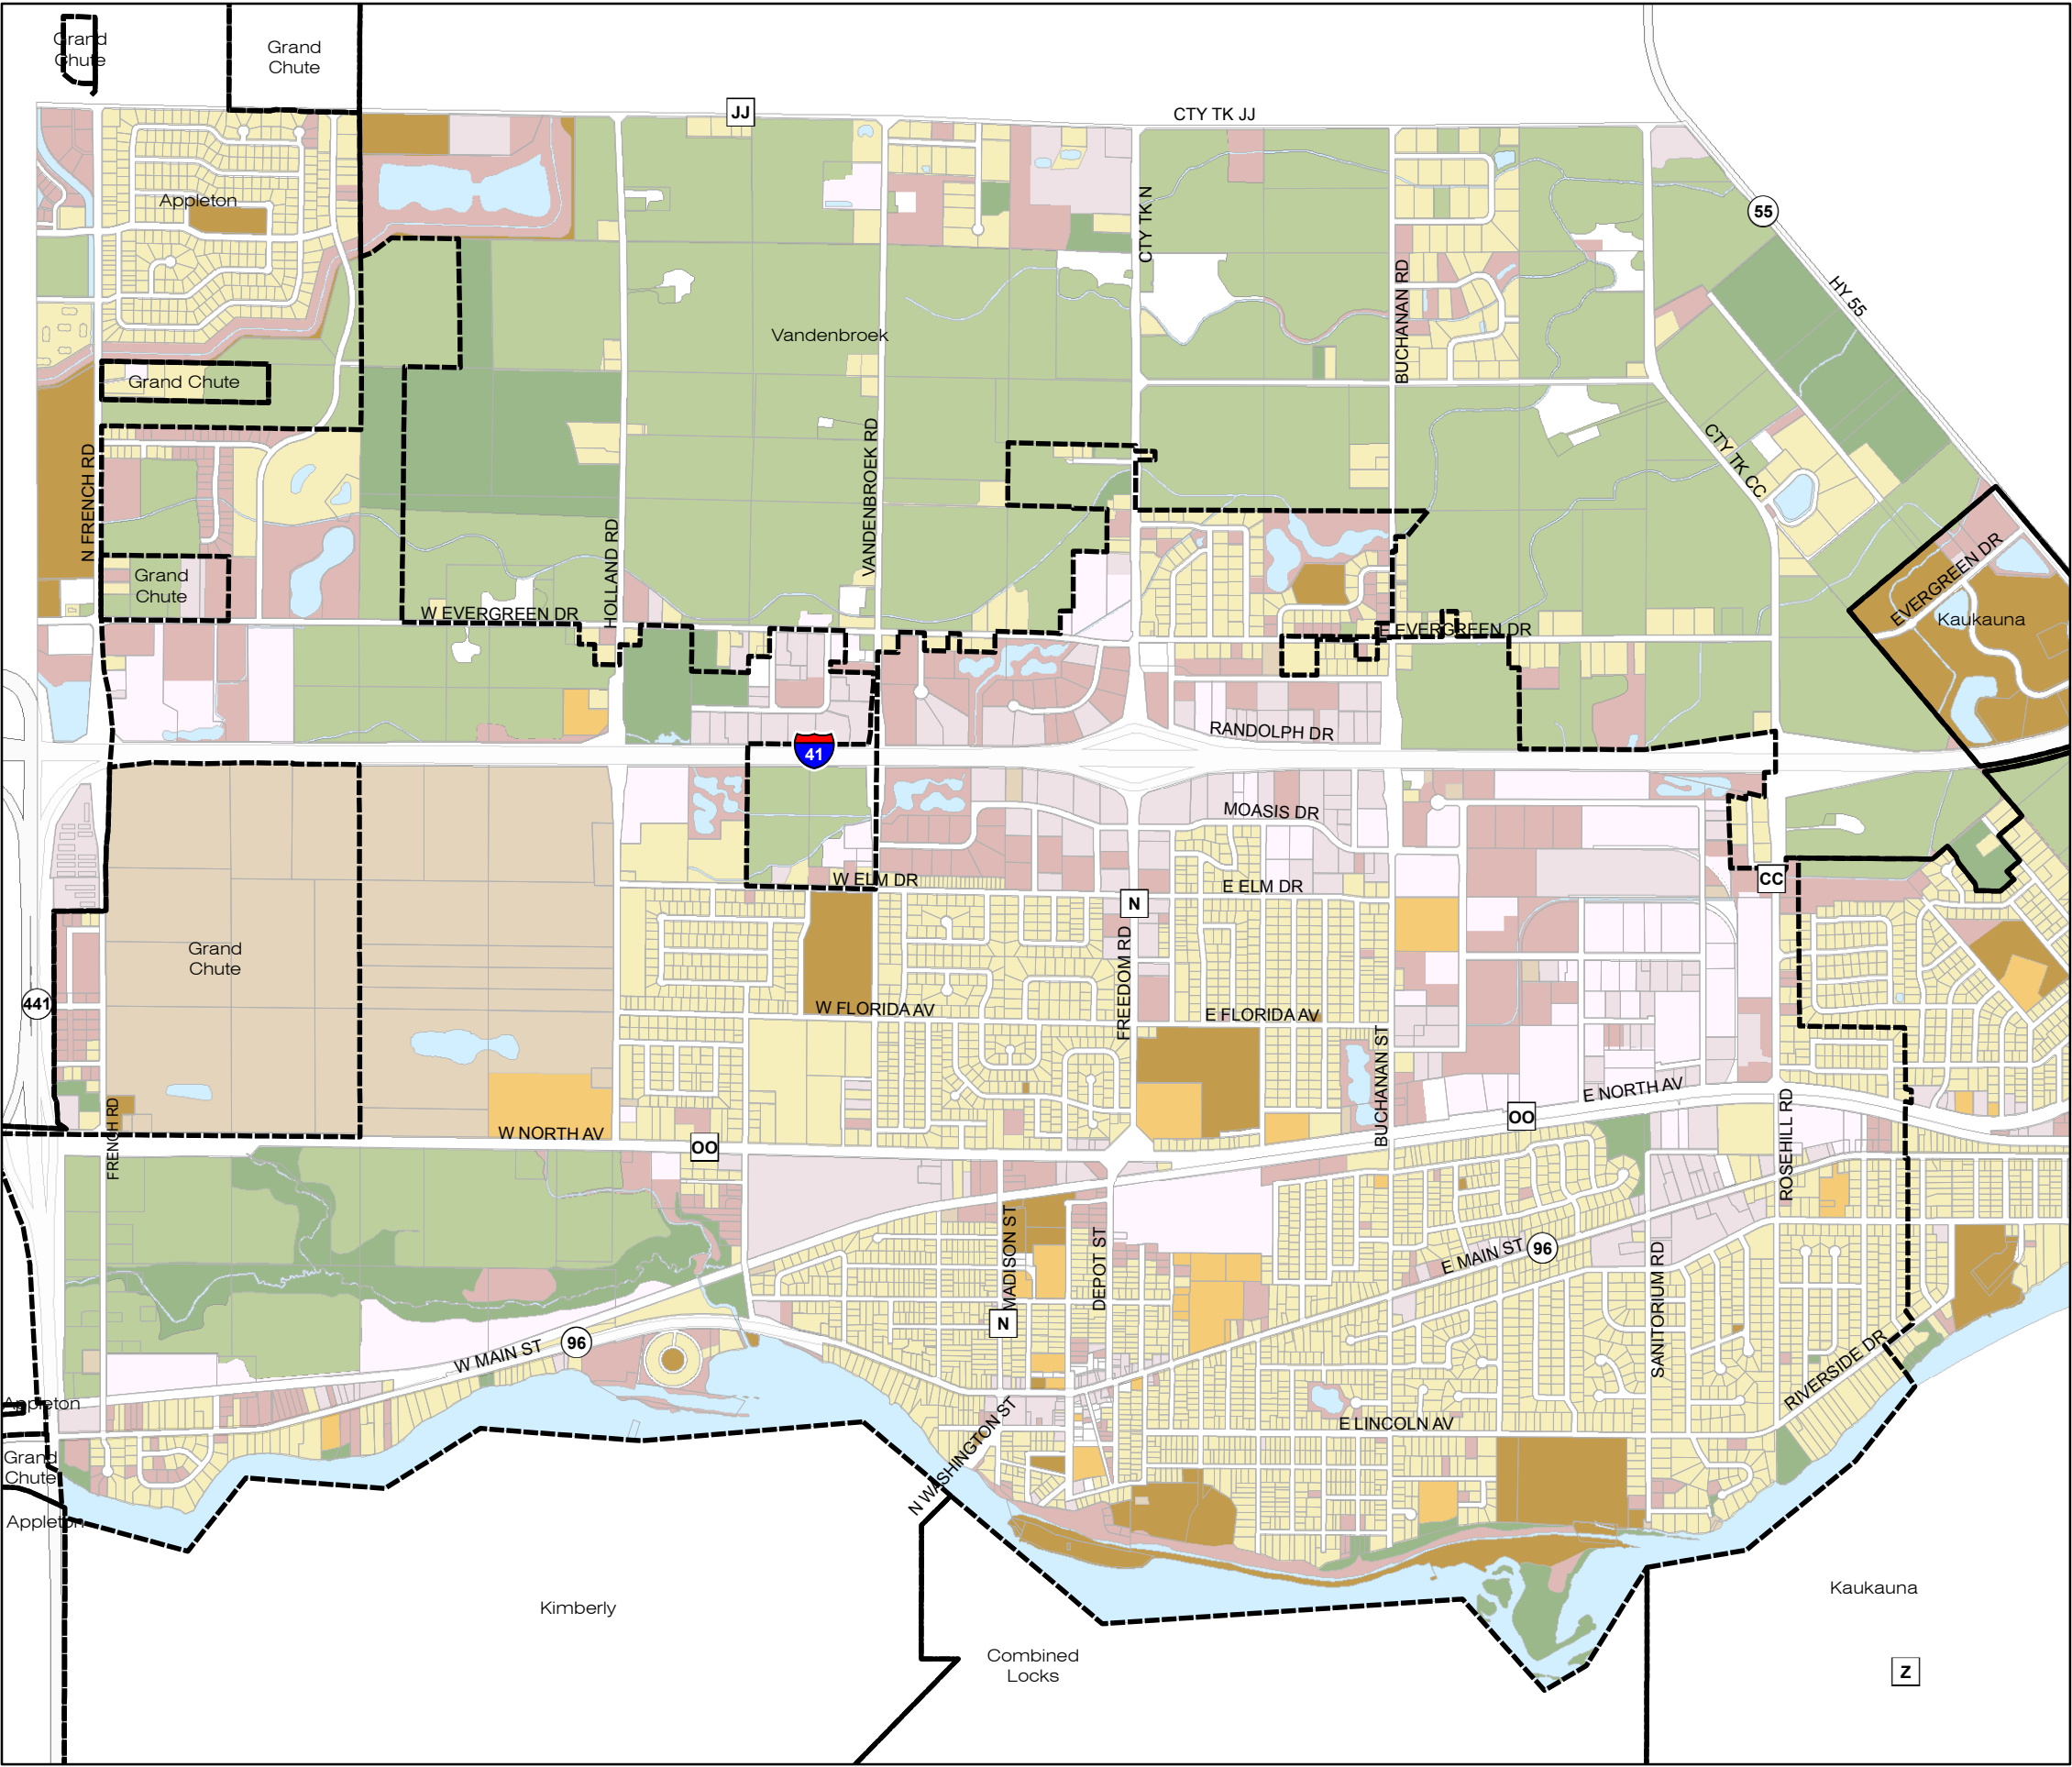 Grand
Chute
Grand
Chute
JJ
CTY TK JJ
Appleton
55
CTY TK N
HY 55
BUCHANAN RD
Vandenbroek
Grand Chute
N FRENCH RD
VANDENBROEK RD
CTY TK CC
HOLLAND RD
Grand
Chute
W EVERGREEN DR
E EVERGREEN DR
EVERGREEN DR
Kaukauna
41
RANDOLPH DR
MOASIS DR
W ELM DR
E ELM DR
CC
N
Grand
Chute
FREEDOM RD
441
W FLORIDA AV
E FLORIDA AV
BUCHANAN ST
E NORTH AV
OO
FRENCH RD
W NORTH AV
OO
ROSEHILL RD
MADISON ST
DEPOT ST
E MAIN ST
96
SANITORIUM RD
N
W MAIN ST
96
RIVERSIDE DR
Appleton
N WASHINGTON ST
E LINCOLN AV
Grand
Chute
Appleton
Kimberly
Combined
Locks
Kaukauna
Z